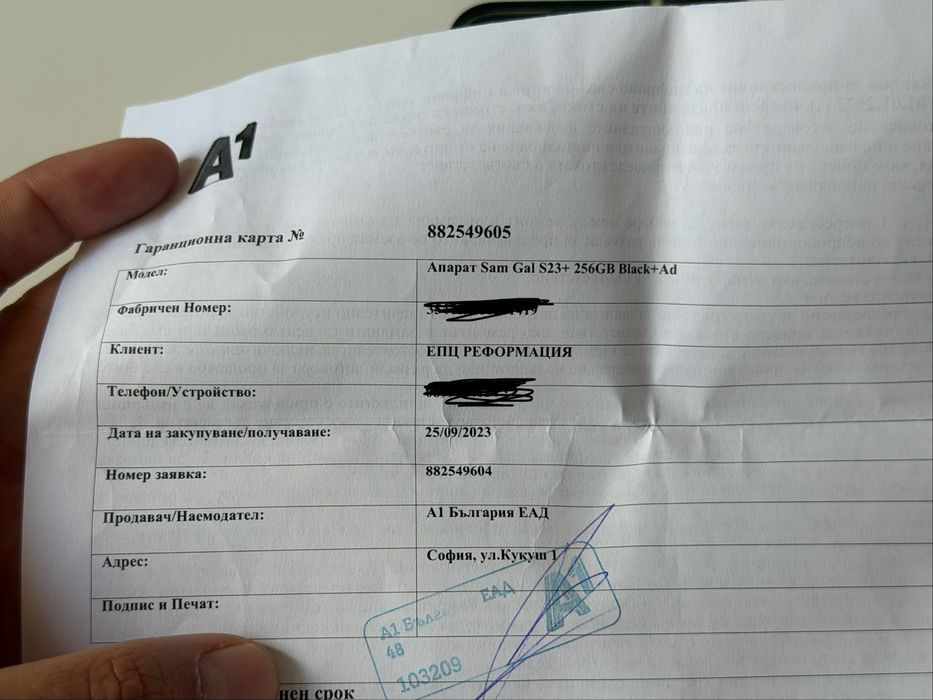 A1
Гаранционна карта № 882549605
Модел: Апарат Sam Gal S23+ 256GB Black+Ad
Фабричен Номер:
Клиент: ЕПЦ РЕФОРМАЦИЯ
Телефон/Устройство:
Дата на закупуване/получаване: 25/09/2023
Номер заявка: 882549604
Продавач/Наемодател: А1 България ЕАД
Адрес: София, ул.Кукуш 1
Подпис и Печат:
А1 България ЕАД
A1
48
103209
срок